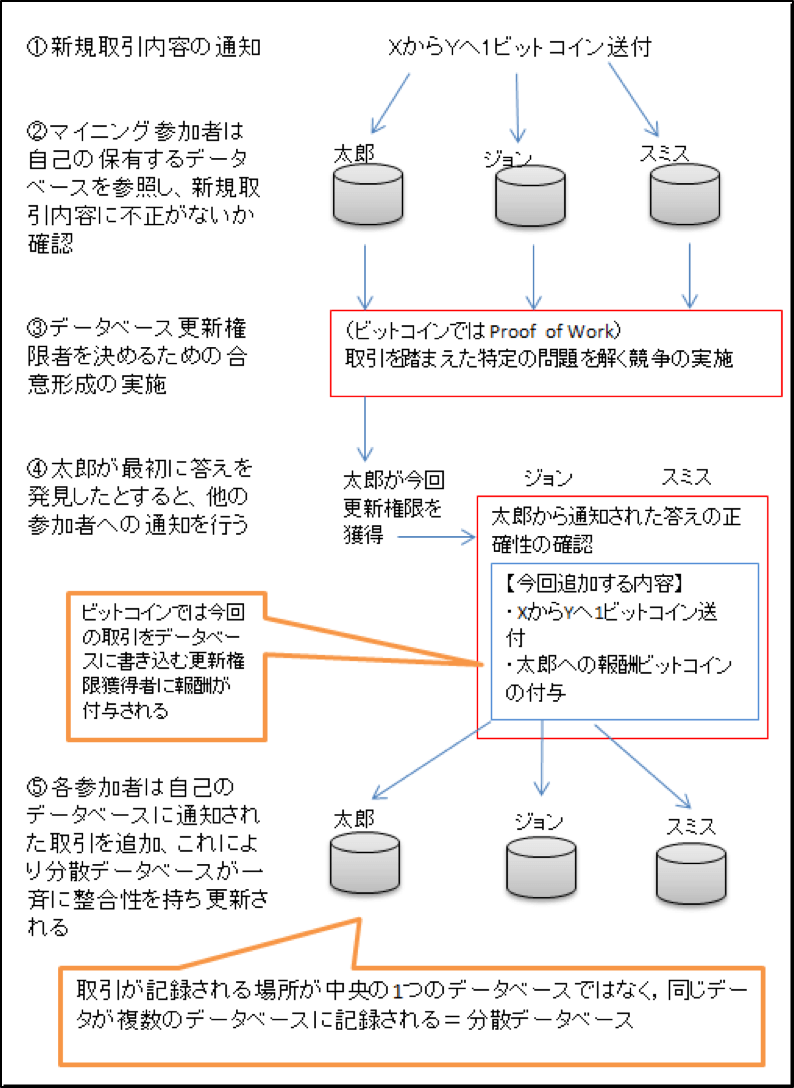 ①新規取引内容の通知
XからYへ1ビットコイン送付
②マイニング参加者は
自己の保有するデータ
ベースを参照し、新規取
引内容に不正がないか
確認
太郎
ジョン
スミス
③データベース更新権
限者を決めるための合
意形成の実施
（ビットコインではProof of Work）
取引を踏まえた特定の問題を解く競争の実施
④太郎が最初に答えを
発見したとすると、他の
参加者への通知を行う
太郎が今回
更新権限を
獲得
ジョン
スミス
太郎から通知された答えの正
確性の確認
【今回追加する内容】
・XからYへ1ビットコイン送
付
・太郎への報酬ビットコイン
の付与
ビットコインでは今回
の取引をデータベー
スに書き込む更新権
限獲得者に報酬が
付与される
⑤各参加者は自己の
データベースに通知され
た取引を追加、これによ
り分散データベースが一
斉に整合性を持ち更新さ
れる
太郎
ジョン
スミス
取引が記録される場所が中央の1つのデータベースではなく，同じデー
タが複数のデータベースに記録される＝分散データベース